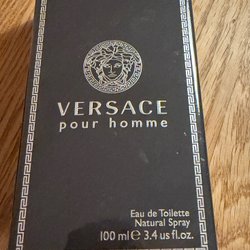 VERSACE
pour homme
Eau de Toilette
Natural Spray
100 ml ℮ 3.4 us fl.oz.